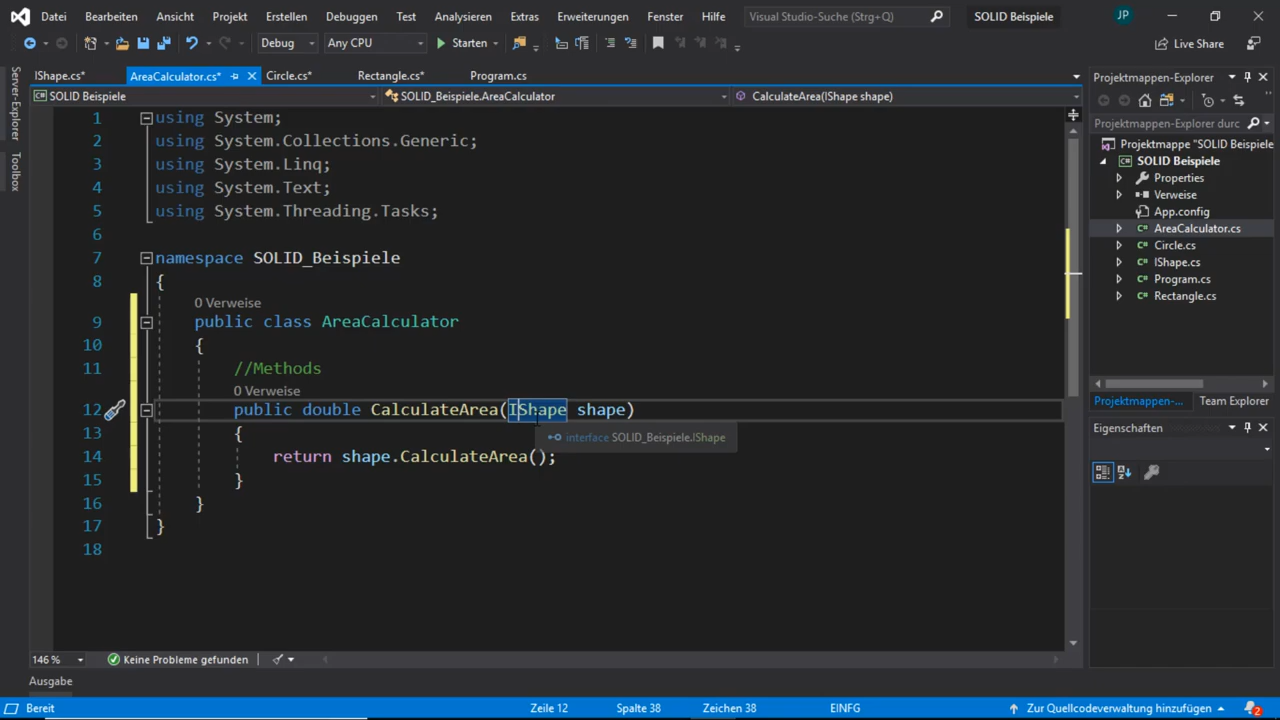 Datei Bearbeiten Ansicht Projekt Erstellen Debuggen Test Analysieren Extras Erweiterungen Fenster Hilfe Visual Studio-Suche (Strg+Q) SOLID Beispiele JP
Debug Any CPU Starten Live Share
IShape.cs* AreaCalculator.cs* Circle.cs* Rectangle.cs* Program.cs
SOLID Beispiele SOLID_Beispiele.AreaCalculator CalculateArea(IShape shape)
Server-Explorer
Toolbox
1 using System;
2 using System.Collections.Generic;
3 using System.Linq;
4 using System.Text;
5 using System.Threading.Tasks;
6
7 namespace SOLID_Beispiele
8 {
0 Verweise
9 public class AreaCalculator
10 {
11 //Methods
0 Verweise
12 public double CalculateArea(IShape shape)
13 {
interface SOLID_Beispiele.IShape
14 return shape.CalculateArea();
15 }
16 }
17 }
18
146 % Keine Probleme gefunden
Ausgabe
Projektmappen-Explorer
Projektmappen-Explorer durc
Projektmappe "SOLID Beispiele
SOLID Beispiele
Properties
Verweise
App.config
AreaCalculator.cs
Circle.cs
IShape.cs
Program.cs
Rectangle.cs
Projektmappen-... Team Explorer
Eigenschaften
Bereit Zeile 12 Spalte 38 Zeichen 38 EINFG Zur Quellcodeverwaltung hinzufügen 2